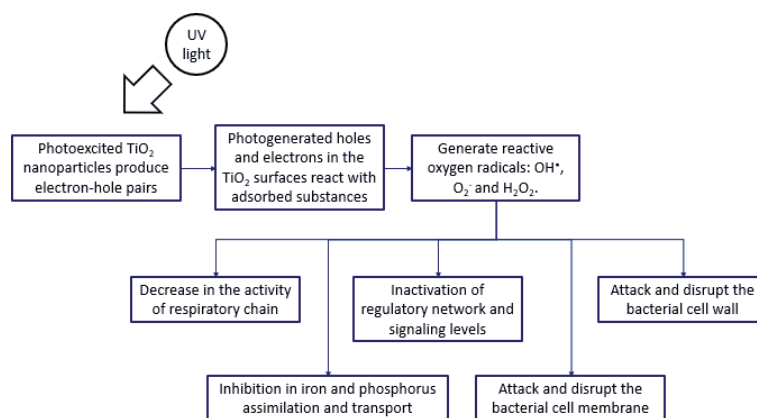 UV
light
Photoexcited TiO₂
nanoparticles produce
electron-hole pairs
Photogenerated holes
and electrons in the
TiO₂ surfaces react with
adsorbed substances
Generate reactive
oxygen radicals: OH•,
O₂⁻ and H₂O₂.
Decrease in the activity
of respiratory chain
Inactivation of
regulatory network and
signaling levels
Attack and disrupt the
bacterial cell wall
Inhibition in iron and phosphorus
assimilation and transport
Attack and disrupt the
bacterial cell membrane